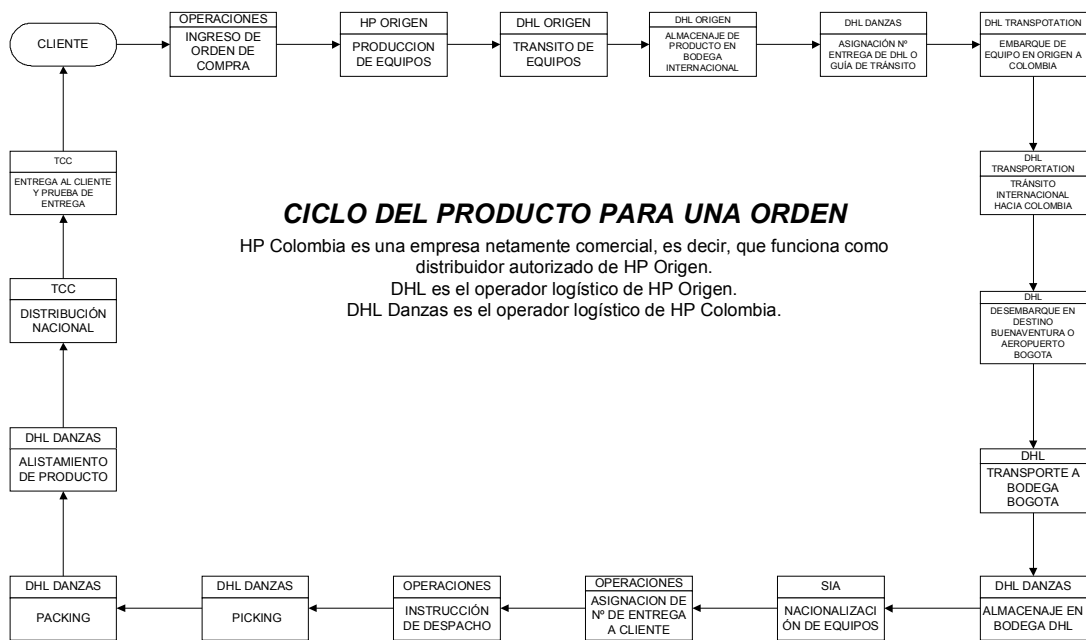 CLIENTE
OPERACIONES
INGRESO DE
ORDEN DE
COMPRA
HP ORIGEN
PRODUCCION
DE EQUIPOS
DHL ORIGEN
TRANSITO DE
EQUIPOS
DHL ORIGEN
ALMACENAJE DE
PRODUCTO EN
BODEGA
INTERNACIONAL
DHL DANZAS
ASIGNACIÓN Nº
ENTREGA DE DHL O
GUÍA DE TRÁNSITO
DHL TRANSPOTATION
EMBARQUE DE
EQUIPO EN ORIGEN A
COLOMBIA
DHL
TRANSPORTATION
TRÁNSITO
INTERNACIONAL
HACIA COLOMBIA
DHL
DESEMBARQUE EN
DESTINO
BUENAVENTURA O
AEROPUERTO
BOGOTA
DHL
TRANSPORTE A
BODEGA
BOGOTA
DHL DANZAS
ALMACENAJE EN
BODEGA DHL
SIA
NACIONALIZACI
ÓN DE EQUIPOS
OPERACIONES
ASIGNACION DE
Nº DE ENTREGA
A CLIENTE
OPERACIONES
INSTRUCCIÓN
DE DESPACHO
DHL DANZAS
PICKING
DHL DANZAS
PACKING
DHL DANZAS
ALISTAMIENTO
DE PRODUCTO
TCC
DISTRIBUCIÓN
NACIONAL
TCC
ENTREGA AL CLIENTE
Y PRUEBA DE
ENTREGA
CICLO DEL PRODUCTO PARA UNA ORDEN
HP Colombia es una empresa netamente comercial, es decir, que funciona como
distribuidor autorizado de HP Origen.
DHL es el operador logístico de HP Origen.
DHL Danzas es el operador logístico de HP Colombia.